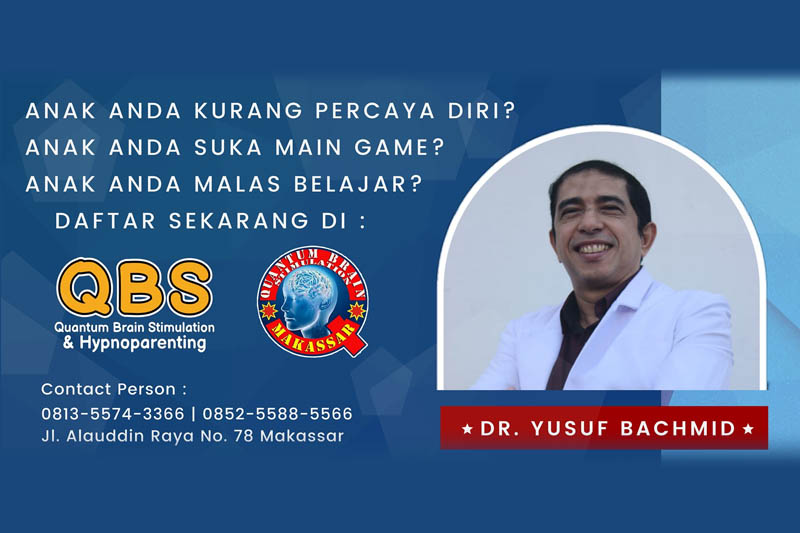 ANAK ANDA KURANG PERCAYA DIRI?
ANAK ANDA SUKA MAIN GAME?
ANAK ANDA MALAS BELAJAR?
DAFTAR SEKARANG DI :
QBS
Quantum Brain Stimulation
& Hypnoparenting
QUANTUM BRAIN
STIMULATION
MAKASSAR
Contact Person :
0813-5574-3366 | 0852-5588-5566
Jl. Alauddin Raya No. 78 Makassar
DR. YUSUF BACHMID